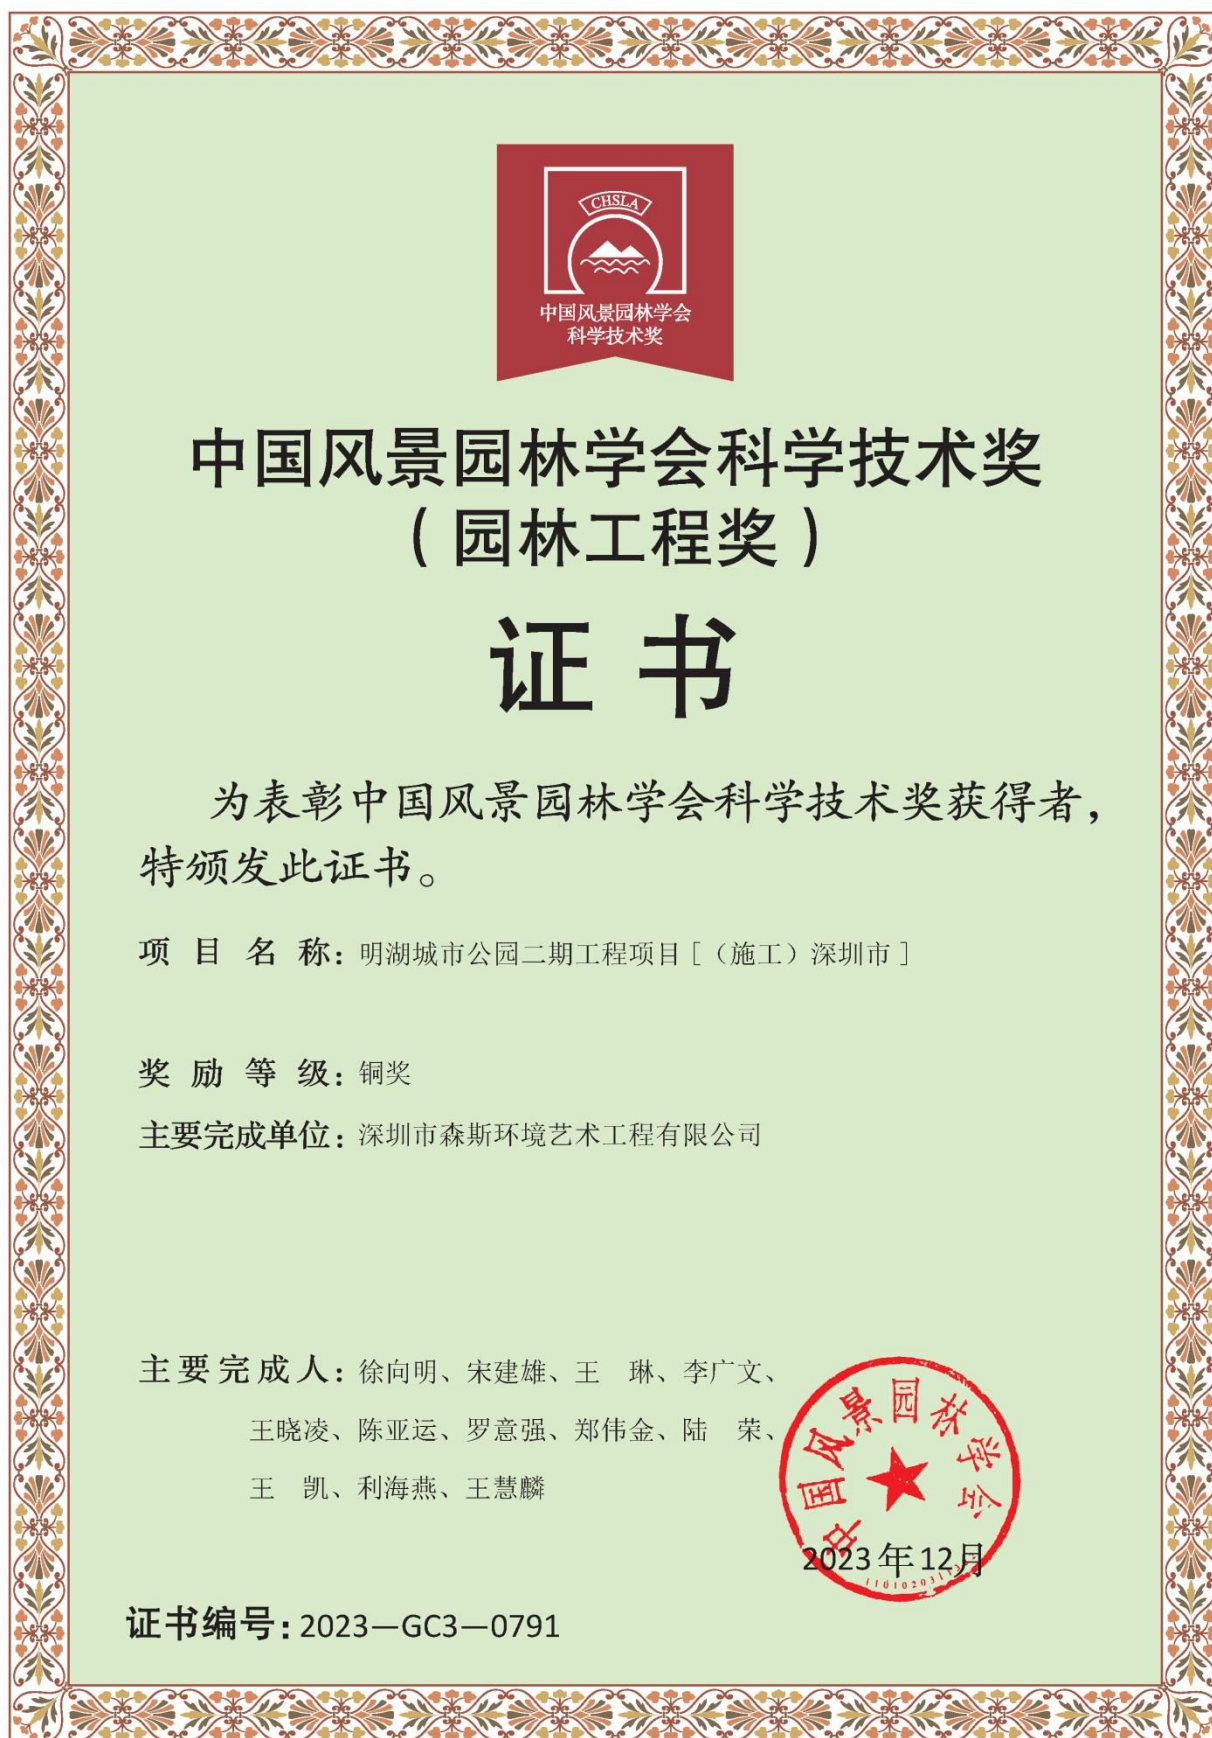 CHSLA
中国风景园林学会
科学技术奖
中国风景园林学会科学技术奖
（园林工程奖）
证书
为表彰中国风景园林学会科学技术奖获得者，
特颁发此证书。
项目名称：明湖城市公园二期工程项目［（施工）深圳市］
奖励等级：铜奖
主要完成单位：深圳市森斯环境艺术工程有限公司
主要完成人：徐向明、宋建雄、王　琳、李广文、
王晓凌、陈亚运、罗意强、郑伟金、陆　荣、
王　凯、利海燕、王慧麟
中国风景园林学会
2023年12月
证书编号：2023—GC3—0791